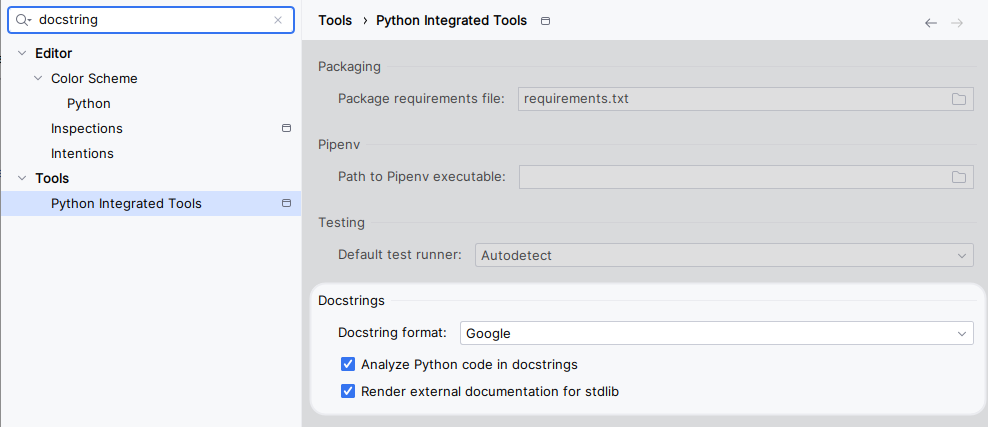 docstring
Editor
Color Scheme
Python
Inspections
Intentions
Tools
Python Integrated Tools
Tools › Python Integrated Tools
Packaging
Package requirements file: requirements.txt
Pipenv
Path to Pipenv executable:
Testing
Default test runner: Autodetect
Docstrings
Docstring format: Google
Analyze Python code in docstrings
Render external documentation for stdlib